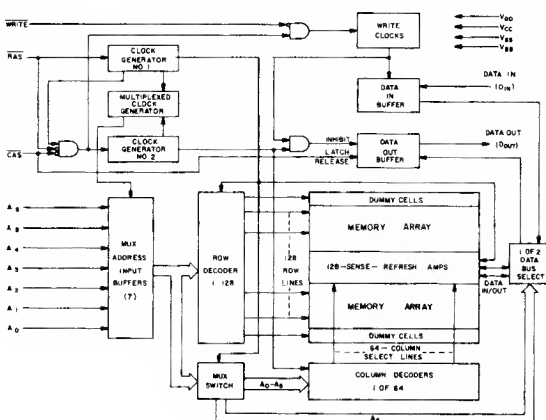 WRITE
WRITE CLOCKS
VDD
VCC
VSS
VBB
RAS
CLOCK GENERATOR NO. 1
MULTIPLEXED CLOCK GENERATOR
DATA IN BUFFER
DATA IN (DIN)
CLOCK GENERATOR NO. 2
INHIBIT
DATA OUT BUFFER
DATA OUT (DOUT)
LATCH RELEASE
CAS
A4
A3
A2
A1
A0
MUX ADDRESS INPUT BUFFERS (7)
ROW DECODER 1:128
128 ROW LINES
DUMMY CELLS
MEMORY ARRAY
128-SENSE-REFRESH AMPS
MEMORY ARRAY
DUMMY CELLS
DATA IN/OUT
1 OF 2 DATA BUS SELECT
64-COLUMN SELECT LINES
MUX SWITCH
A0-A5
COLUMN DECODERS
1 OF 64